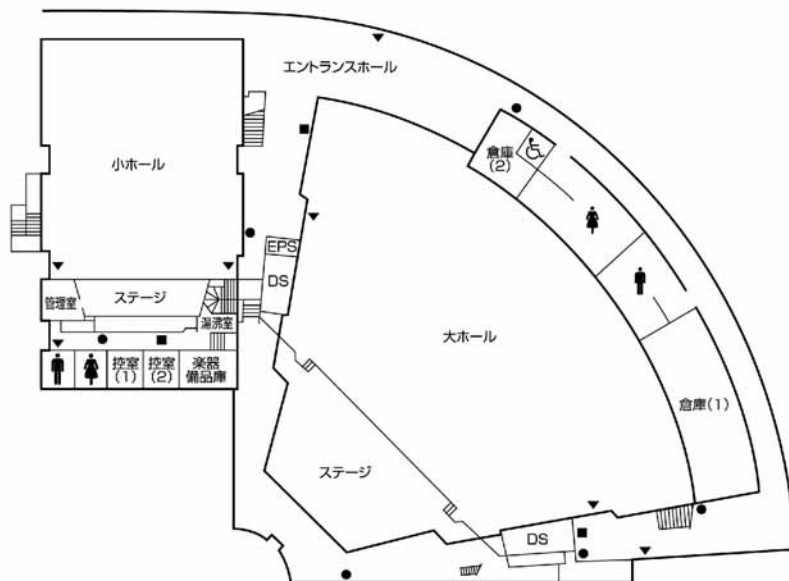 エントランスホール
小ホール
倉庫
(2)
EPS
DS
管理室
ステージ
湯沸室
大ホール
控室
(1)
控室
(2)
楽器
備品庫
倉庫(1)
ステージ
DS